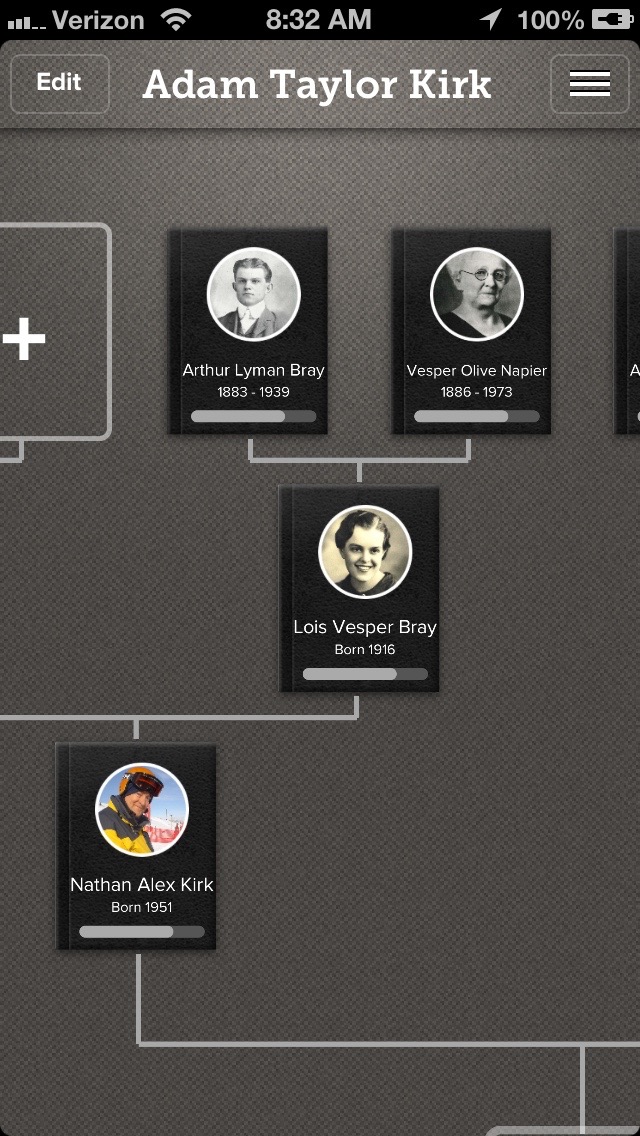 Verizon 8:32 AM 100%
Edit Adam Taylor Kirk
+
Arthur Lyman Bray
1883 - 1939
Vesper Olive Napier
1886 - 1973
A
Lois Vesper Bray
Born 1916
Nathan Alex Kirk
Born 1951